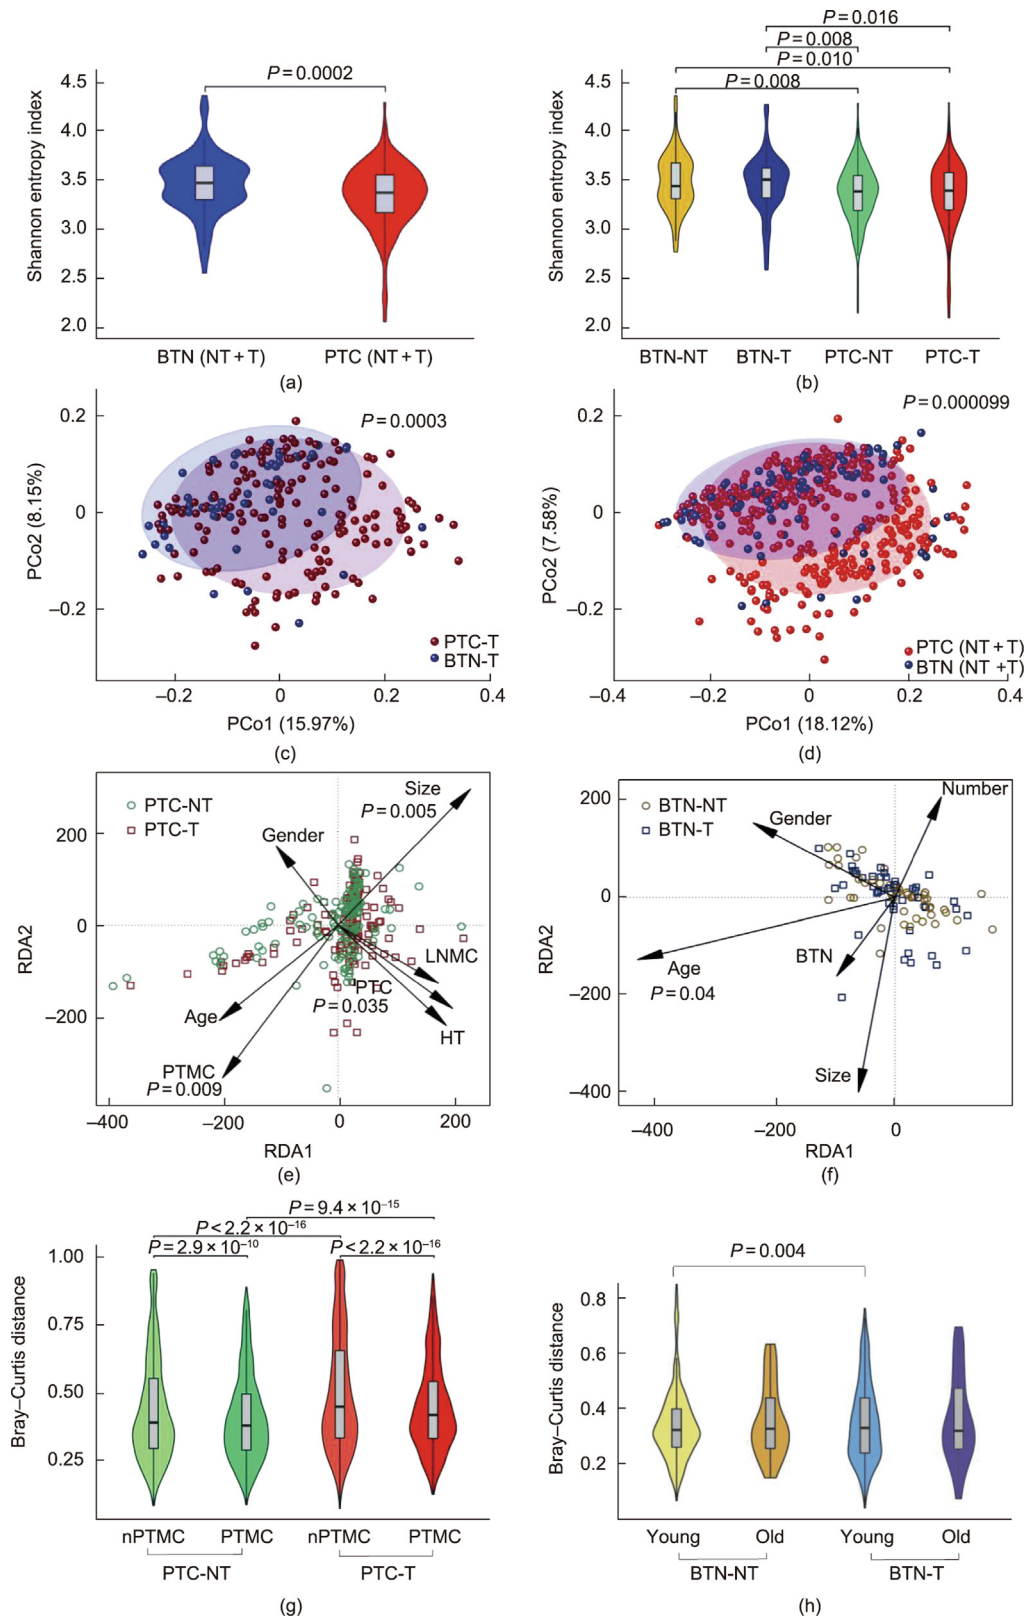 P = 0.0002
4.5
4.0
3.5
3.0
2.5
2.0
Shannon entropy index
BTN (NT + T)
PTC (NT + T)
(a)
P = 0.016
P = 0.008
P = 0.010
P = 0.008
4.5
4.0
3.5
3.0
2.5
2.0
Shannon entropy index
BTN-NT
BTN-T
PTC-NT
PTC-T
(b)
P = 0.0003
0.2
0
–0.2
PCo2 (8.15%)
PTC-T
BTN-T
–0.2
0
0.2
0.4
PCo1 (15.97%)
(c)
P = 0.000099
0.2
0
–0.2
PCo2 (7.58%)
PTC (NT + T)
BTN (NT +T)
–0.4
–0.2
0
0.2
0.4
PCo1 (18.12%)
(d)
PTC-NT
PTC-T
Size
P = 0.005
Gender
LNMC
PTC
P = 0.035
HT
Age
PTMC
P = 0.009
200
0
–200
RDA2
–400
–200
0
200
RDA1
(e)
BTN-NT
BTN-T
Number
Gender
Age
P = 0.04
BTN
Size
200
0
–200
–400
RDA2
–400
–200
0
RDA1
(f)
P = 9.4 × 10⁻¹⁵
P < 2.2 × 10⁻¹⁶
P = 2.9 × 10⁻¹⁰
P < 2.2 × 10⁻¹⁶
1.00
0.75
0.50
0.25
Bray–Curtis distance
nPTMC
PTMC
nPTMC
PTMC
PTC-NT
PTC-T
(g)
P = 0.004
0.8
0.6
0.4
0.2
Bray–Curtis distance
Young
Old
Young
Old
BTN-NT
BTN-T
(h)